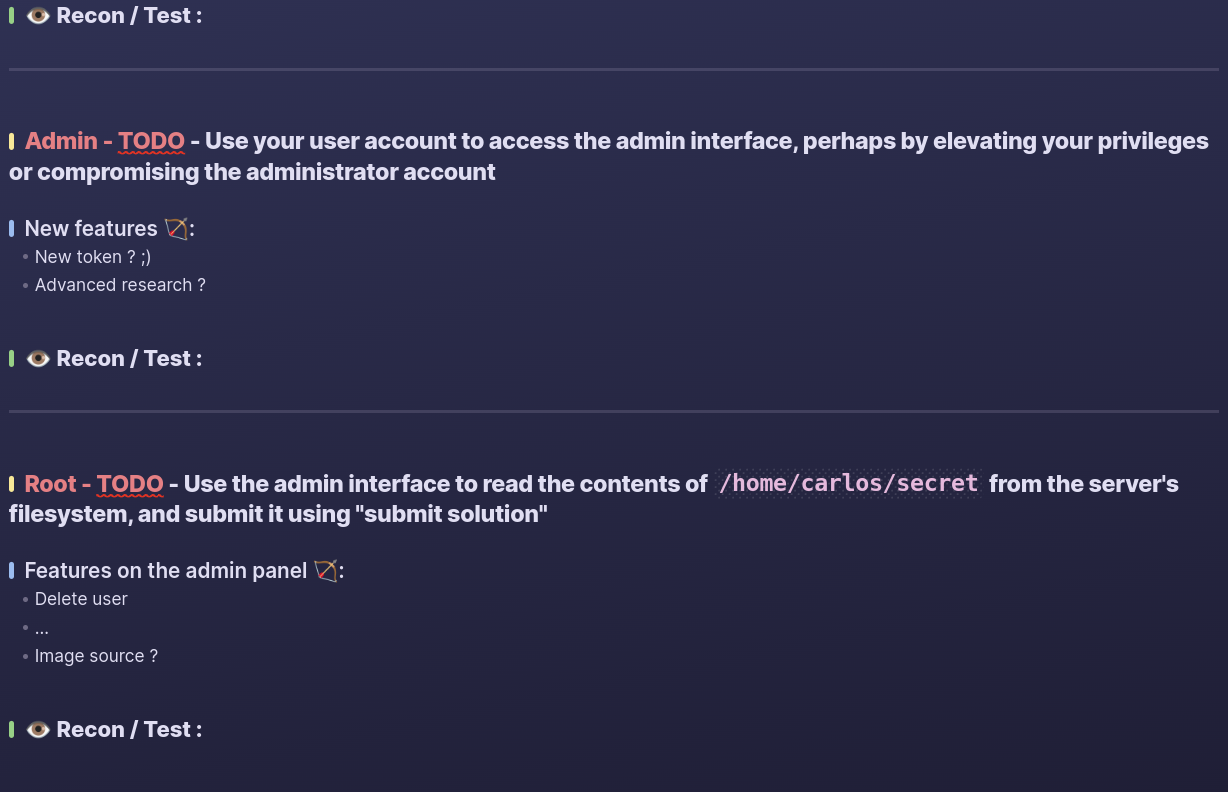 👁️ Recon / Test :
Admin - TODO - Use your user account to access the admin interface, perhaps by elevating your privileges
or compromising the administrator account
New features 🏹:
New token ? ;)
Advanced research ?
👁️ Recon / Test :
Root - TODO - Use the admin interface to read the contents of /home/carlos/secret from the server's
filesystem, and submit it using "submit solution"
Features on the admin panel 🏹:
Delete user
...
Image source ?
👁️ Recon / Test :